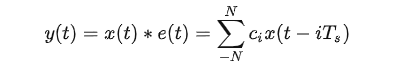 y(t) = x(t) * e(t) = \sum_{-N}^{N} c_i x(t - iT_s)